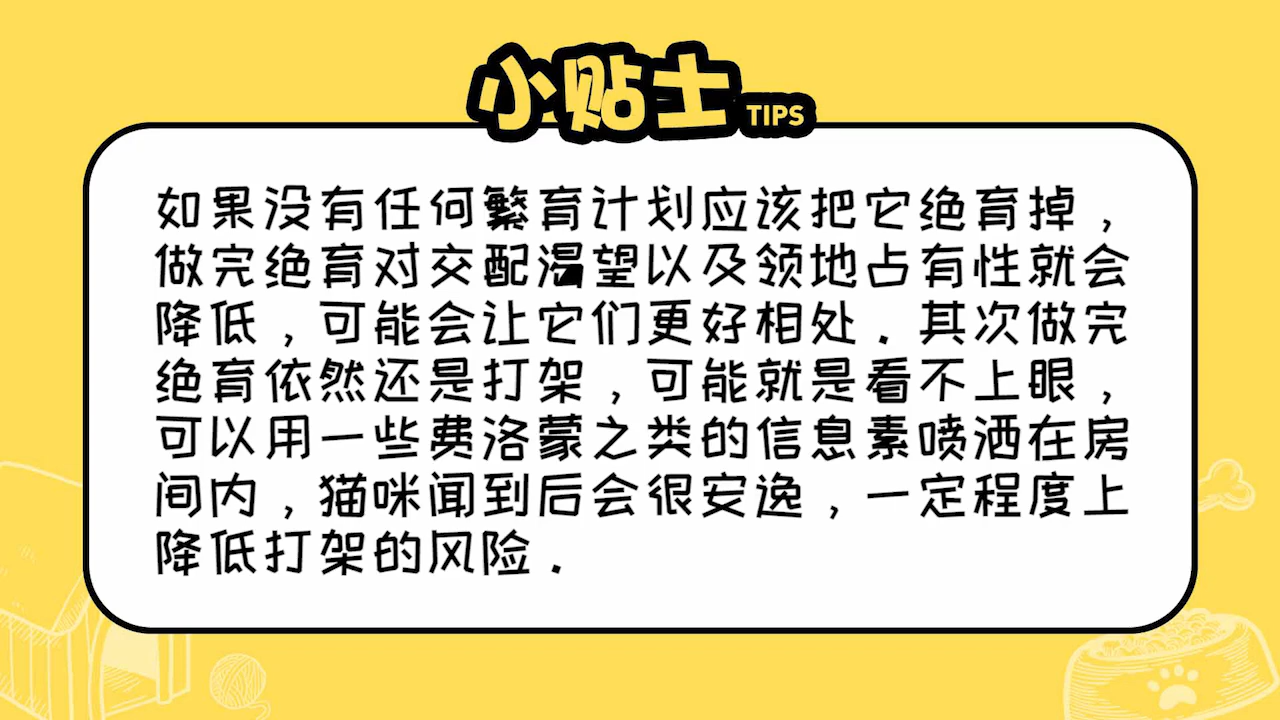 小贴士 TIPS
如果没有任何繁育计划应该把它绝育掉，
做完绝育对交配渴望以及领地占有性就会
降低，可能会让它们更好相处．其次做完
绝育依然还是打架，可能就是看不上眼，
可以用一些费洛蒙之类的信息素喷洒在房
间内，猫咪闻到后会很安逸，一定程度上
降低打架的风险．